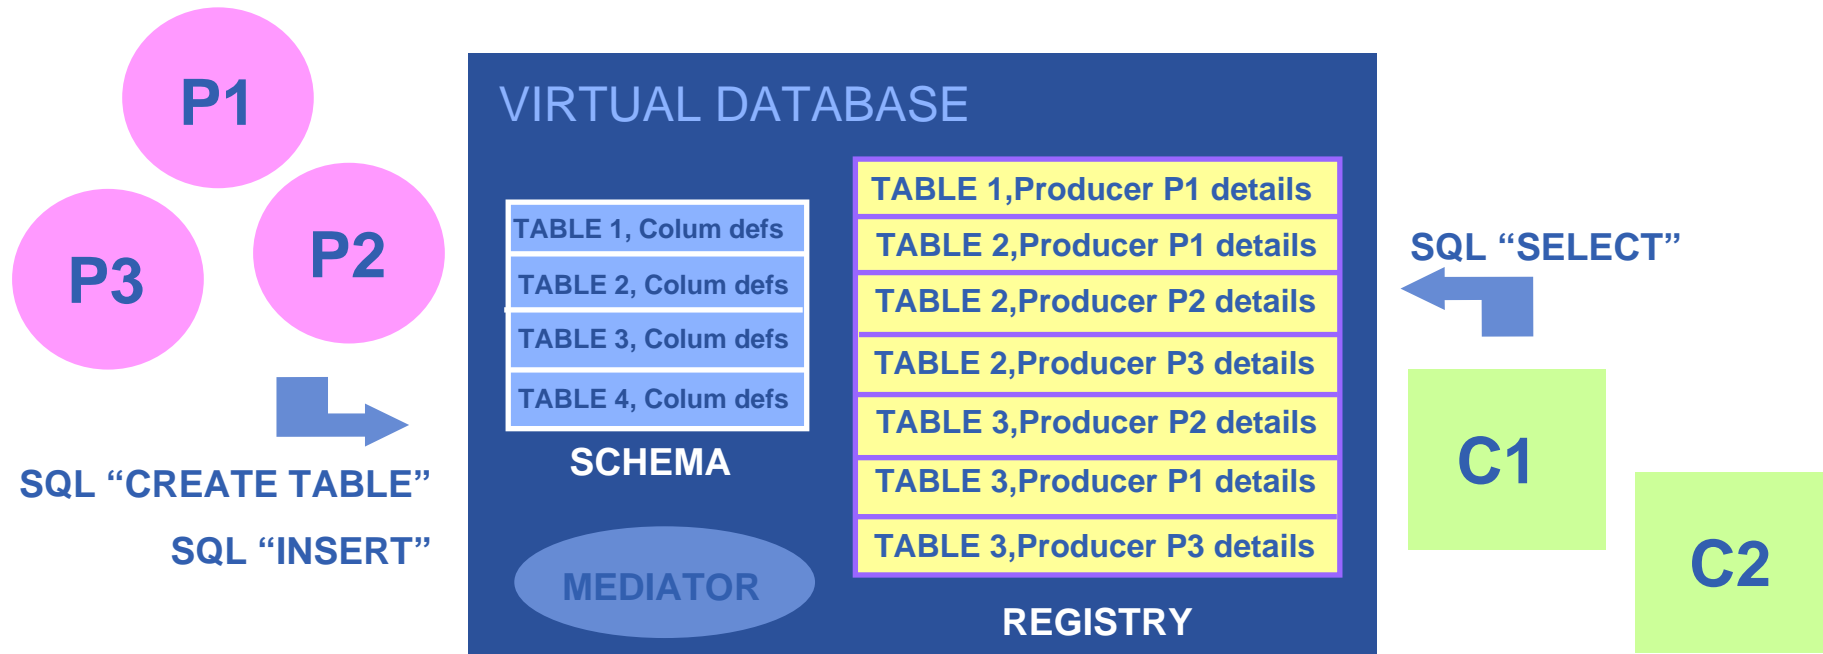 P1
P2
P3
SQL “CREATE TABLE”
SQL “INSERT”
VIRTUAL DATABASE
TABLE 1, Colum defs
TABLE 2, Colum defs
TABLE 3, Colum defs
TABLE 4, Colum defs
SCHEMA
MEDIATOR
TABLE 1,Producer P1 details
TABLE 2,Producer P1 details
TABLE 2,Producer P2 details
TABLE 2,Producer P3 details
TABLE 3,Producer P2 details
TABLE 3,Producer P1 details
TABLE 3,Producer P3 details
REGISTRY
SQL “SELECT”
C1
C2